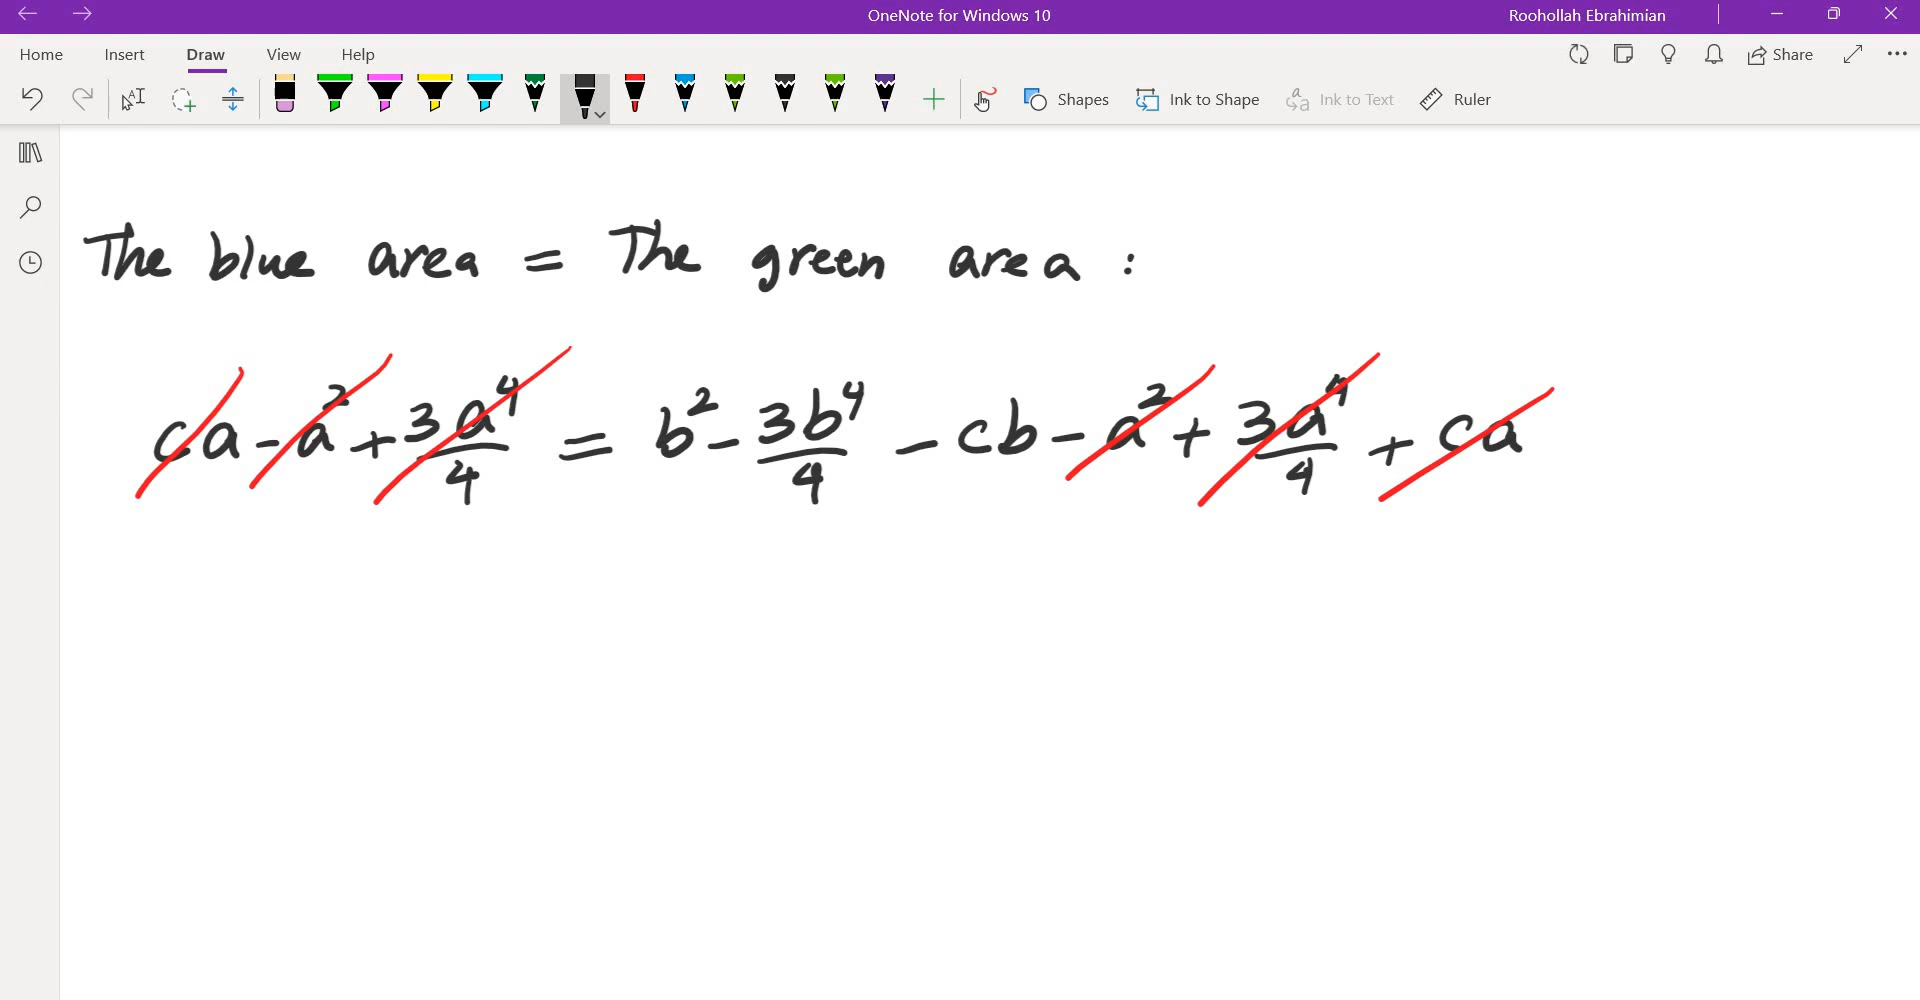 OneNote for Windows 10
Roohollah Ebrahimian
Home Insert Draw View Help
Share
Shapes Ink to Shape Ink to Text Ruler
The blue area = The green area :
ca - a² + 3a⁴/4 = b² - 3b⁴/4 - cb - a² + 3a⁴/4 + ca